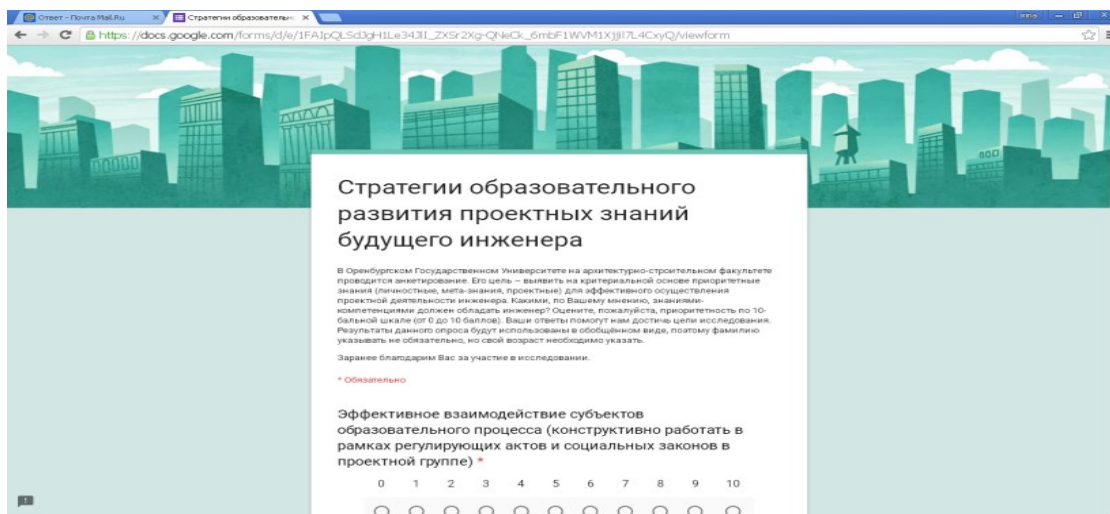 Ответ - Почта Mail.Ru
Стратегии образователь
https://docs.google.com/forms/d/e/
Стратегии образовательного
развития проектных знаний
будущего инженера
В Оренбургском Государственном Университете на архитектурно-строительном факультете
проводится анкетирование. Его цель – выявить на критериальной основе приоритетные
знания (личностные, мета-знания, проектные) для эффективного осуществления
проектной деятельности инженера. Какими, по Вашему мнению, знаниями-
компетенциями должен обладать инженер? Оцените, пожалуйста, приоритетность по 10-
бальной шкале (от 0 до 10 баллов). Ваши ответы помогут нам достичь цели исследования.
Результаты данного опроса будут использованы в обобщённом виде, поэтому фамилию
указывать не обязательно, но свой возраст необходимо указать.
Заранее благодарим Вас за участие в исследовании.
* Обязательно
Эффективное взаимодействие субъектов
образовательного процесса (конструктивно работать в
рамках регулирующих актов и социальных законов в
проектной группе) *
0 1 2 3 4 5 6 7 8 9 10